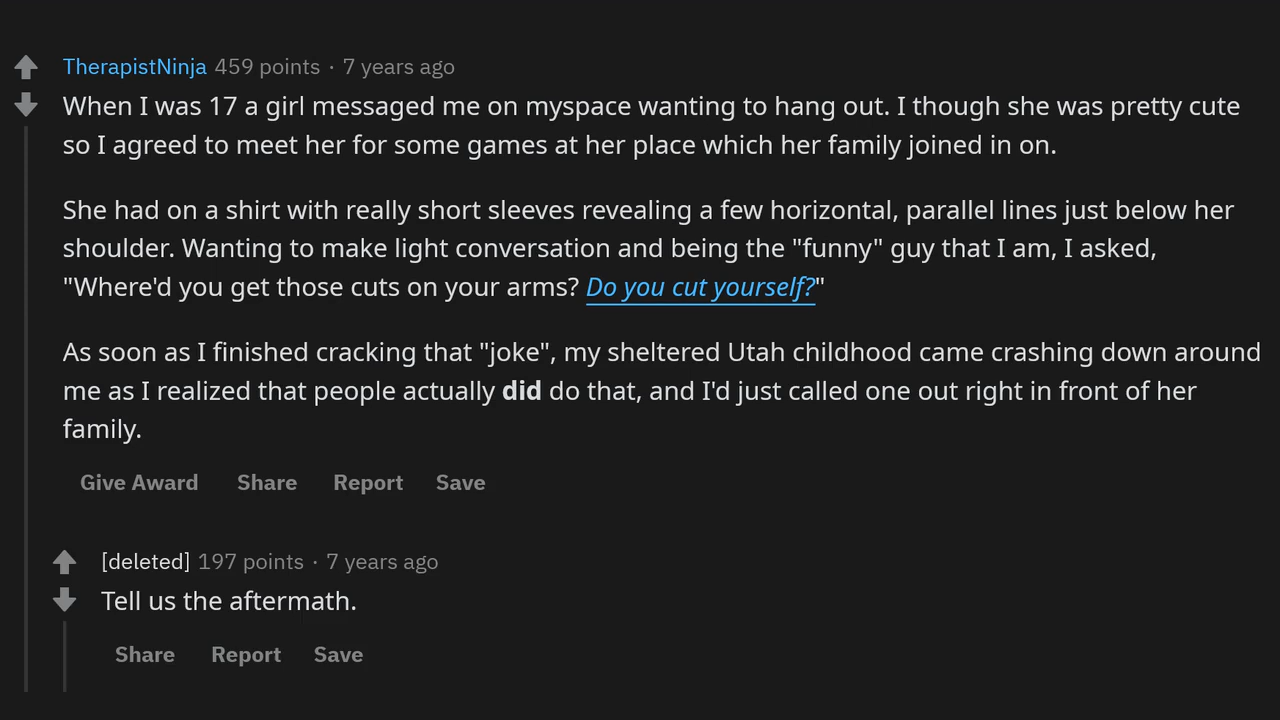 TherapistNinja 459 points · 7 years ago
When I was 17 a girl messaged me on myspace wanting to hang out. I though she was pretty cute
so I agreed to meet her for some games at her place which her family joined in on.
She had on a shirt with really short sleeves revealing a few horizontal, parallel lines just below her
shoulder. Wanting to make light conversation and being the "funny" guy that I am, I asked,
"Where'd you get those cuts on your arms? Do you cut yourself?"
As soon as I finished cracking that "joke", my sheltered Utah childhood came crashing down around
me as I realized that people actually did do that, and I'd just called one out right in front of her
family.
Give Award Share Report Save
[deleted] 197 points · 7 years ago
Tell us the aftermath.
Share Report Save